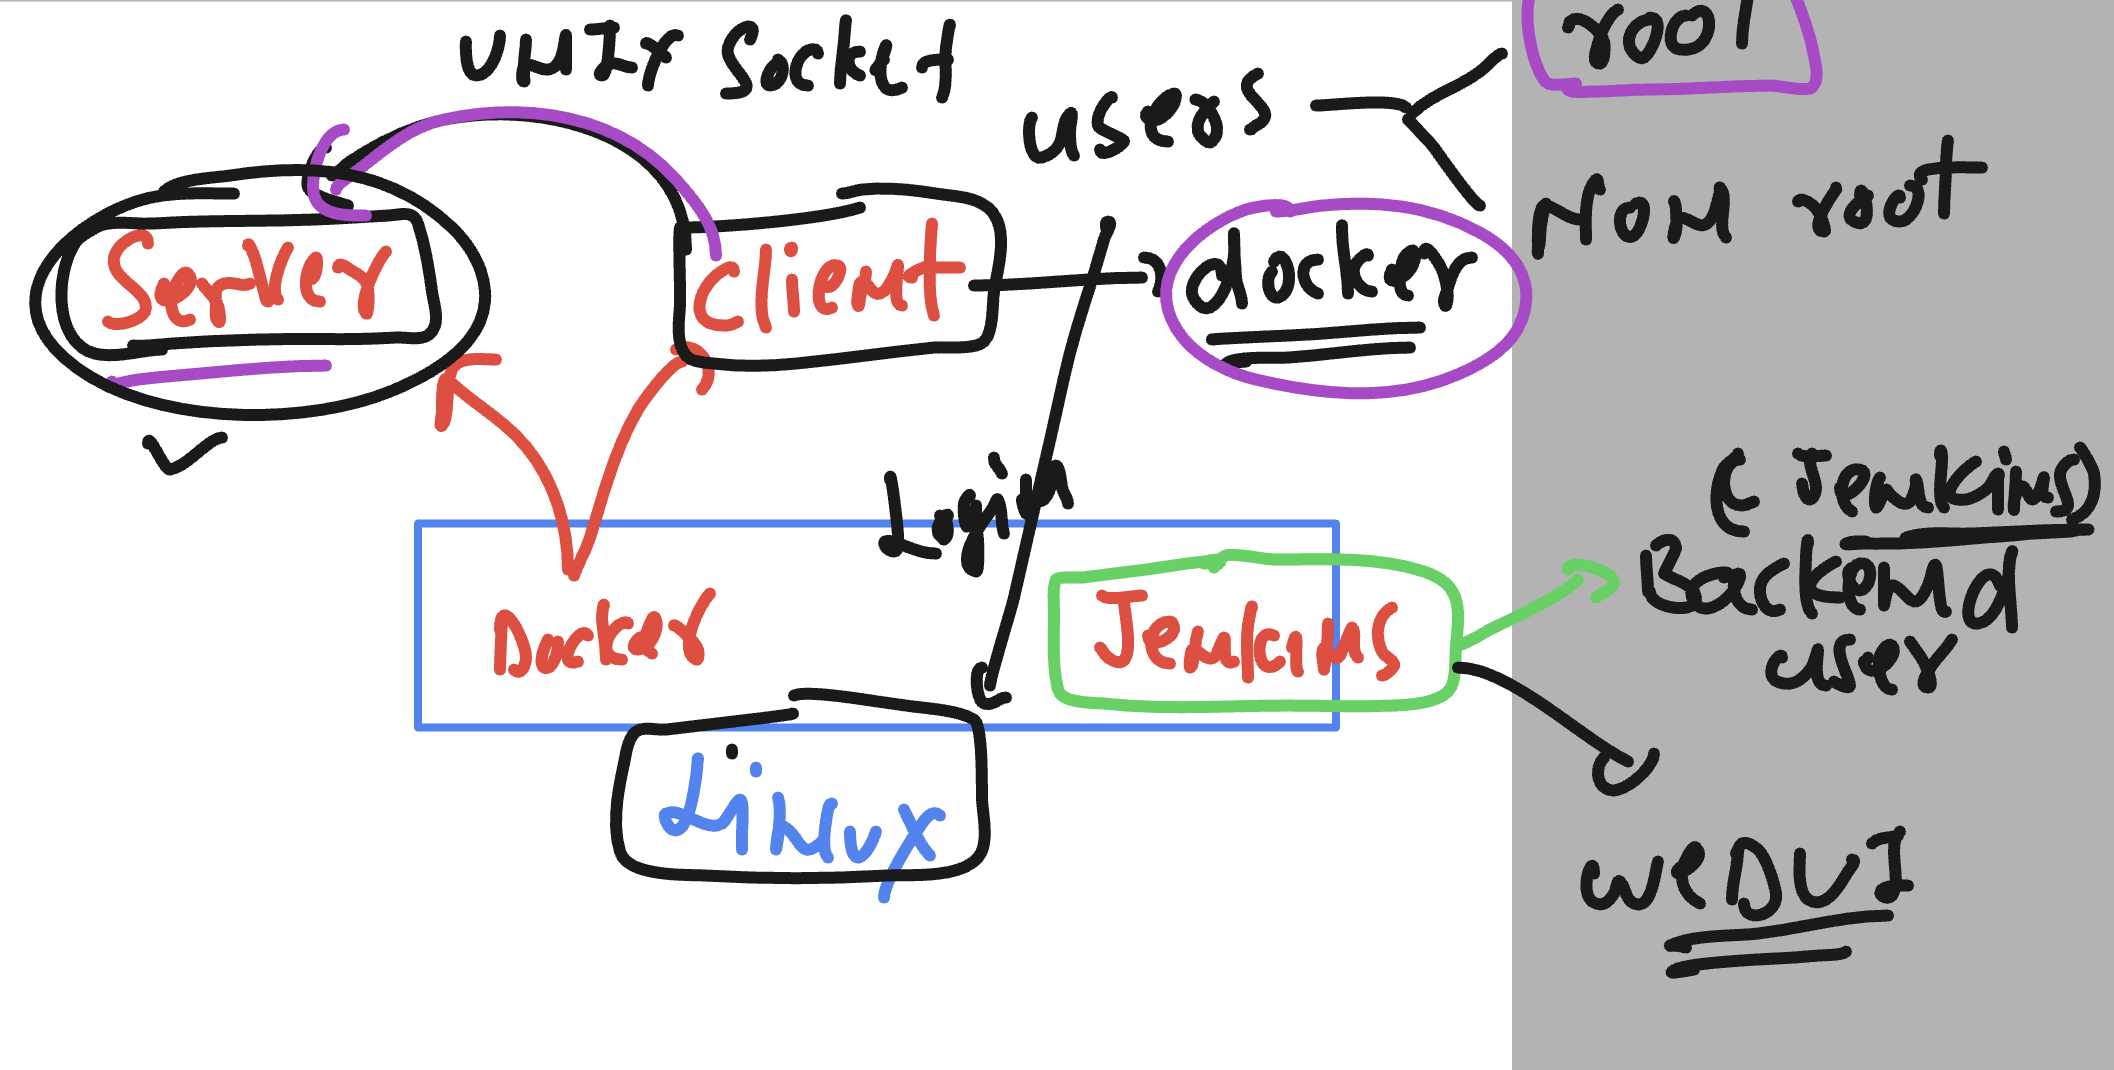 UNIX Socket
root
users
Non root
Server
Client
docker
Login
(Jenkins)
Backend
user
Docker
Jenkins
Linux
WebUI